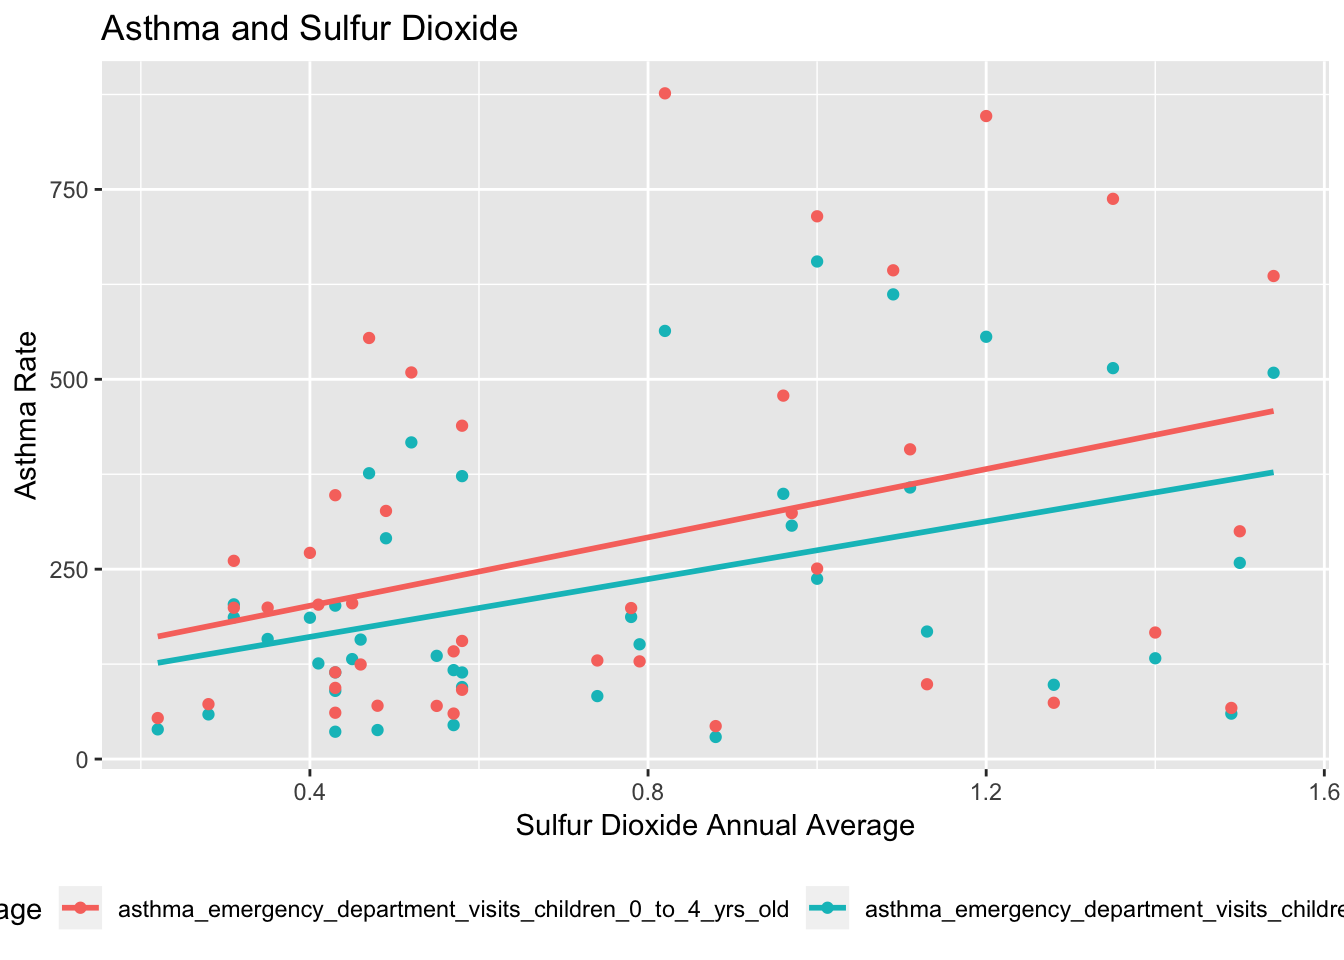 Asthma and Sulfur Dioxide
Asthma Rate
750
500
250
0
0.4 0.8 1.2 1.6
Sulfur Dioxide Annual Average
age asthma_emergency_department_visits_children_0_to_4_yrs_old asthma_emergency_department_visits_childre